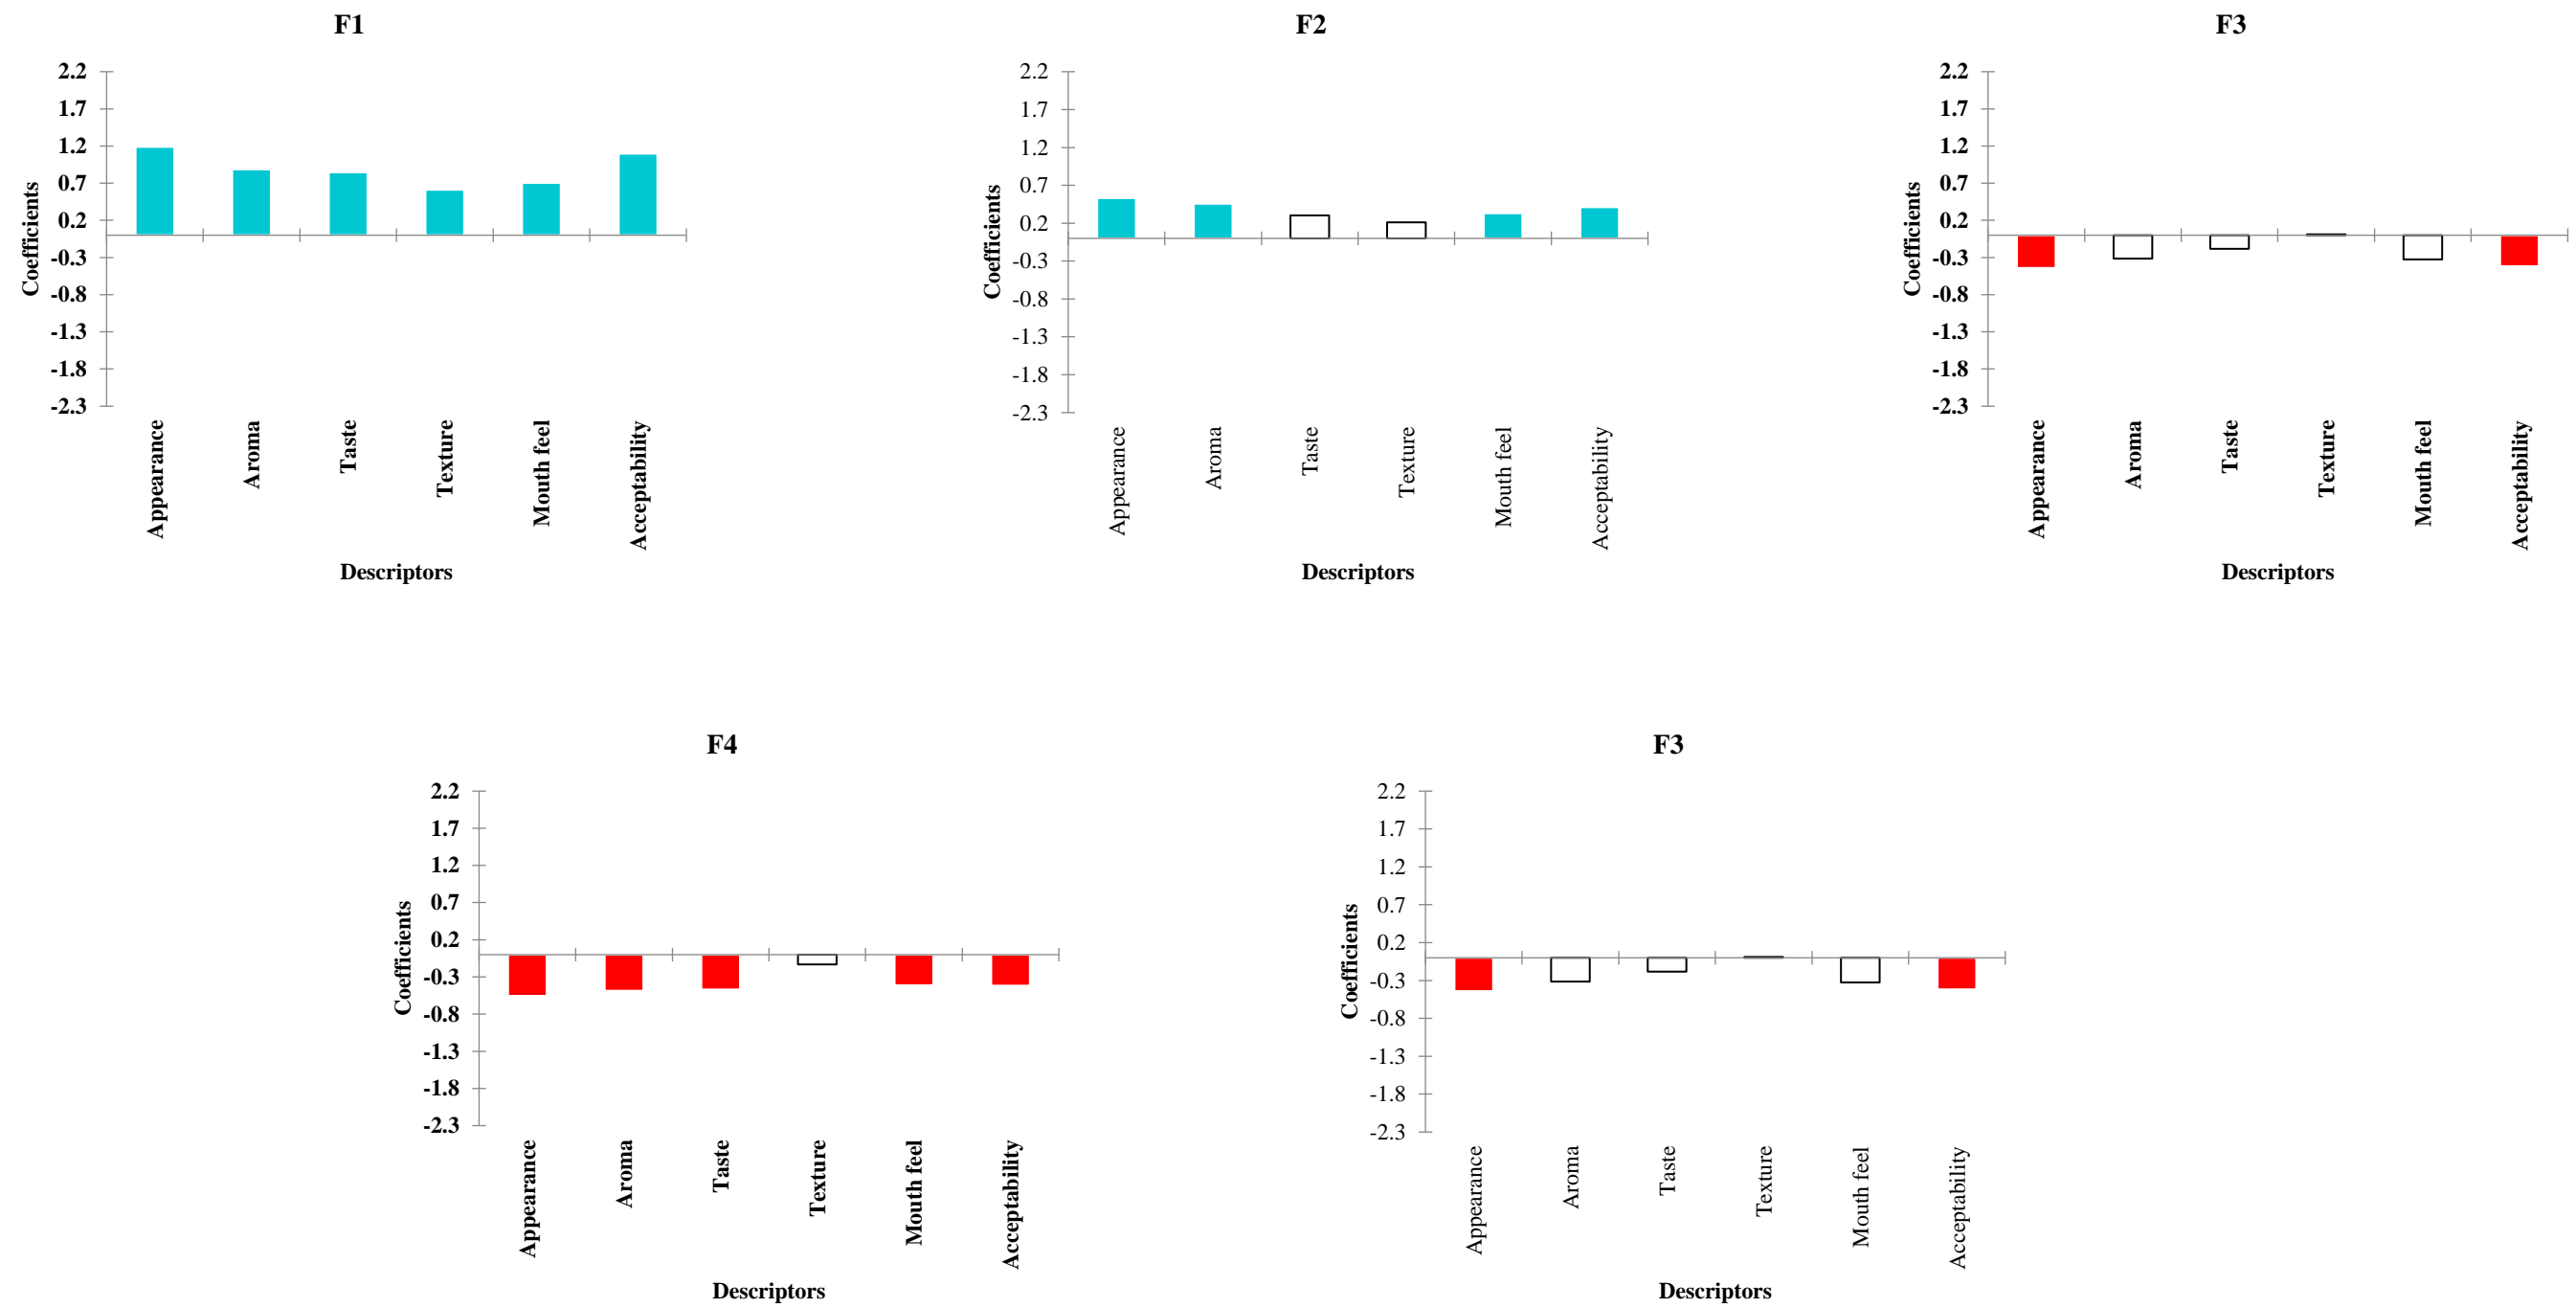 F1
2.2
1.7
1.2
0.7
0.2
-0.3
-0.8
-1.3
-1.8
-2.3
Coefficients
Appearance
Aroma
Taste
Texture
Mouth feel
Acceptability
Descriptors
F2
2.2
1.7
1.2
0.7
0.2
-0.3
-0.8
-1.3
-1.8
-2.3
Coefficients
Appearance
Aroma
Taste
Texture
Mouth feel
Acceptability
Descriptors
F3
2.2
1.7
1.2
0.7
0.2
-0.3
-0.8
-1.3
-1.8
-2.3
Coefficients
Appearance
Aroma
Taste
Texture
Mouth feel
Acceptability
Descriptors
F4
2.2
1.7
1.2
0.7
0.2
-0.3
-0.8
-1.3
-1.8
-2.3
Coefficients
Appearance
Aroma
Taste
Texture
Mouth feel
Acceptability
Descriptors
F3
2.2
1.7
1.2
0.7
0.2
-0.3
-0.8
-1.3
-1.8
-2.3
Coefficients
Appearance
Aroma
Taste
Texture
Mouth feel
Acceptability
Descriptors